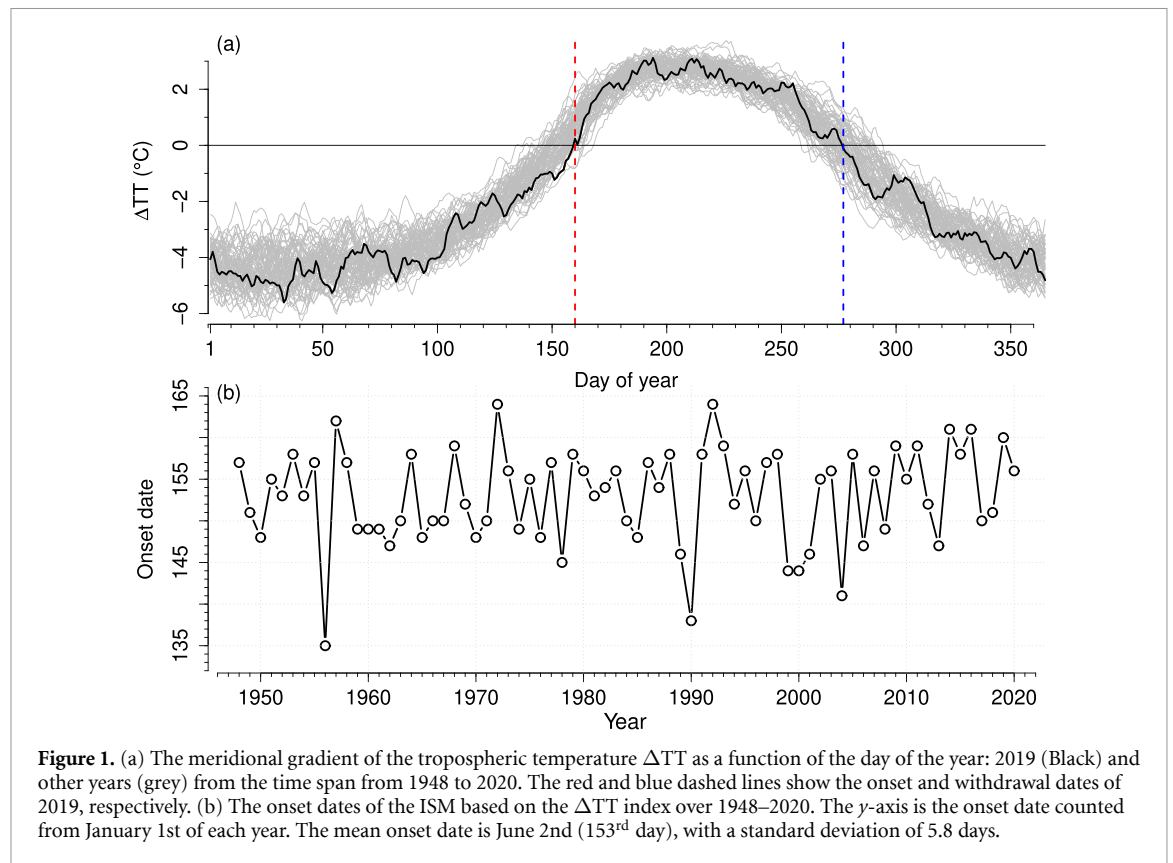 (a)
ΔTT (°C)
2
0
−2
−4
−6
1 50 100 150 200 250 300 350
Day of year
(b)
Onset date
165
155
145
135
1950 1960 1970 1980 1990 2000 2010 2020
Year
Figure 1. (a) The meridional gradient of the tropospheric temperature ΔTT as a function of the day of the year: 2019 (Black) and
other years (grey) from the time span from 1948 to 2020. The red and blue dashed lines show the onset and withdrawal dates of
2019, respectively. (b) The onset dates of the ISM based on the ΔTT index over 1948–2020. The y-axis is the onset date counted
from January 1st of each year. The mean onset date is June 2nd (153rd day), with a standard deviation of 5.8 days.